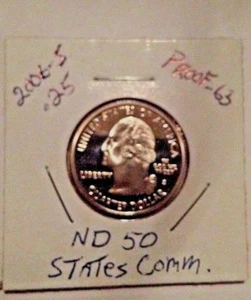 2006-S
.25
PROOF-63
UNITED STATES OF AMERICA
LIBERTY
QUARTER DOLLAR
ND 50
STATES Comm.